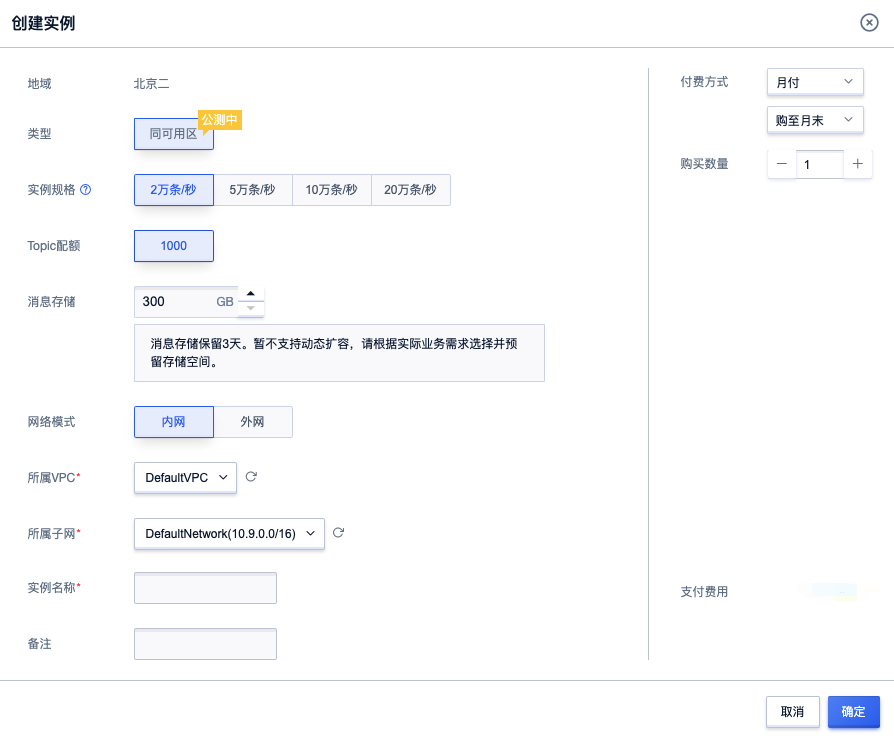 创建实例
地域 北京二
类型 同可用区 公测中
实例规格 2万条/秒 5万条/秒 10万条/秒 20万条/秒
Topic配额 1000
消息存储 300 GB
消息存储保留3天。暂不支持动态扩容，请根据实际业务需求选择并预
留存储空间。
网络模式 内网 外网
所属VPC* DefaultVPC
所属子网* DefaultNetwork(10.9.0.0/16)
实例名称*
备注
付费方式 月付
购至月末
购买数量 1
支付费用
取消 确定